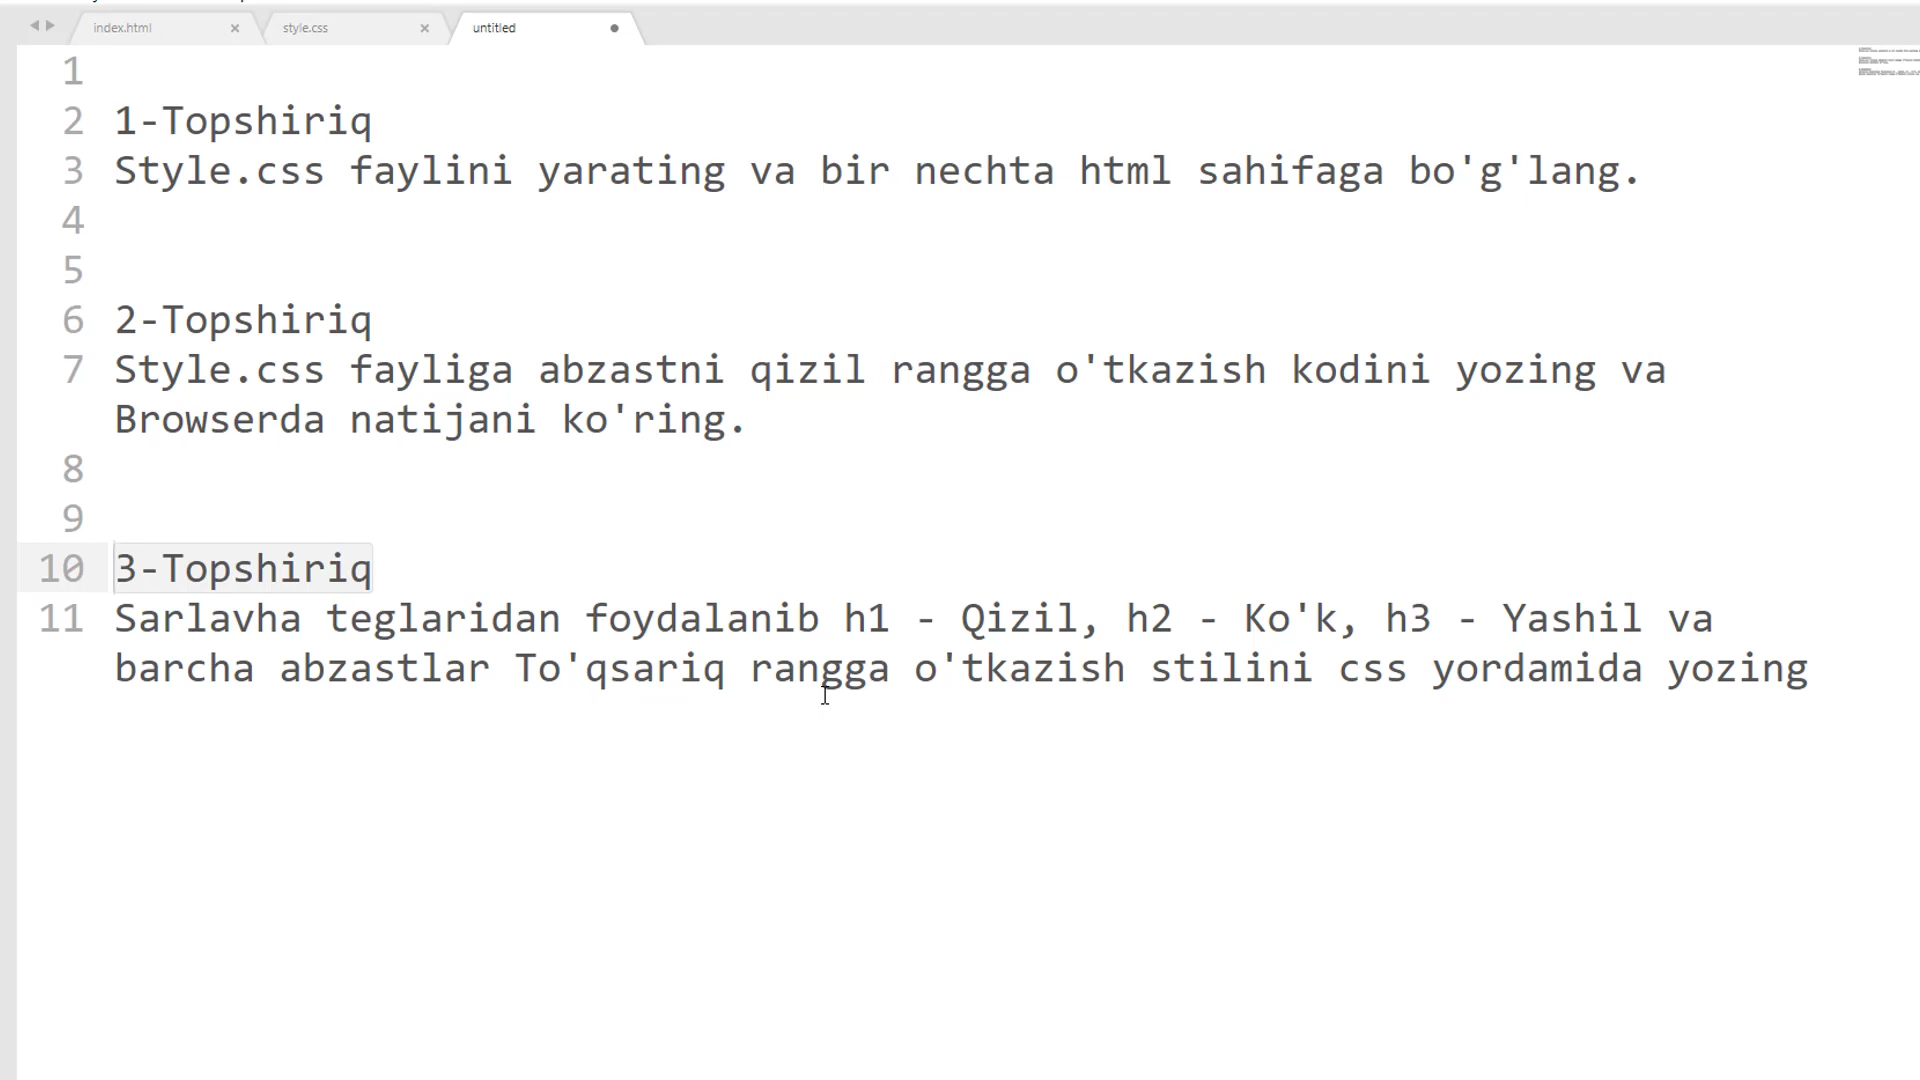 index.html × style.css × untitled
1
2 1-Topshiriq
3 Style.css faylini yarating va bir nechta html sahifaga bo'g'lang.
4
5
6 2-Topshiriq
7 Style.css fayliga abzastni qizil rangga o'tkazish kodini yozing va
Browserda natijani ko'ring.
8
9
10 3-Topshiriq
11 Sarlavha teglaridan foydalanib h1 - Qizil, h2 - Ko'k, h3 - Yashil va
barcha abzastlar To'qsariq rangga o'tkazish stilini css yordamida yozing